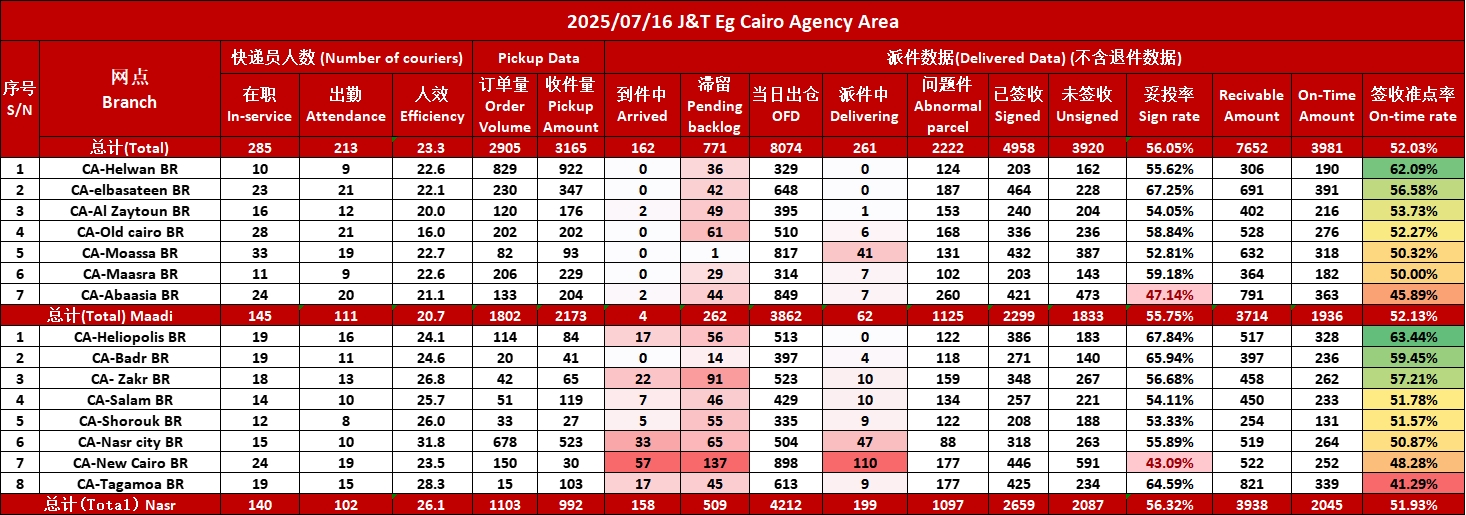 2025/07/16 J&T Eg Cairo Agency Area
序号 S/N 网点 Branch 快递员人数 (Number of couriers) Pickup Data 派件数据(Delivered Data) (不含退件数据)
在职 In-service 出勤 Attendance 人效 Efficiency 订单量 Order Volume 收件量 Pickup Amount 到件中 Arrived 滞留 Pending backlog 当日出仓 OFD 派件中 Delivering 问题件 Abnormal parcel 已签收 Signed 未签收 Unsigned 妥投率 Sign rate Recivable Amount On-Time Amount 签收准点率 On-time rate
总计(Total) 285 213 23.3 2905 3165 162 771 8074 261 2222 4958 3920 56.05% 7652 3981 52.03%
1 CA-Helwan BR 10 9 22.6 829 922 0 36 329 0 124 203 162 55.62% 306 190 62.09%
2 CA-elbasateen BR 23 21 22.1 230 347 0 42 648 0 187 464 228 67.25% 691 391 56.58%
3 CA-Al Zaytoun BR 16 12 20.0 120 176 2 49 395 1 153 240 204 54.05% 402 216 53.73%
4 CA-Old cairo BR 28 21 16.0 202 202 0 61 510 6 168 336 236 58.84% 528 276 52.27%
5 CA-Moassa BR 33 19 22.7 82 93 0 1 817 41 131 432 387 52.81% 632 318 50.32%
6 CA-Maasra BR 11 9 22.6 206 229 0 29 314 7 102 203 143 59.18% 364 182 50.00%
7 CA-Abaasia BR 24 20 21.1 133 204 2 44 849 7 260 421 473 47.14% 791 363 45.89%
总计(Total) Maadi 145 111 20.7 1802 2173 4 262 3862 62 1125 2299 1833 55.75% 3714 1936 52.13%
1 CA-Heliopolis BR 19 16 24.1 114 84 17 56 513 0 122 386 183 67.84% 517 328 63.44%
2 CA-Badr BR 19 11 24.6 20 41 0 14 397 4 118 271 140 65.94% 397 236 59.45%
3 CA- Zakr BR 18 13 26.8 42 65 22 91 523 10 159 348 267 56.68% 458 262 57.21%
4 CA-Salam BR 14 10 25.7 51 119 7 46 429 10 134 257 221 54.11% 450 233 51.78%
5 CA-Shorouk BR 12 8 26.0 33 27 5 55 335 9 122 208 188 53.33% 254 131 51.57%
6 CA-Nasr city BR 15 10 31.8 678 523 33 65 504 47 88 318 263 55.89% 519 264 50.87%
7 CA-New Cairo BR 24 19 23.5 150 30 57 137 898 110 177 446 591 43.09% 522 252 48.28%
8 CA-Tagamoa BR 19 15 28.3 15 103 17 45 613 9 177 425 234 64.59% 821 339 41.29%
总计(Total) Nasr 140 102 26.1 1103 992 158 509 4212 199 1097 2659 2087 56.32% 3938 2045 51.93%